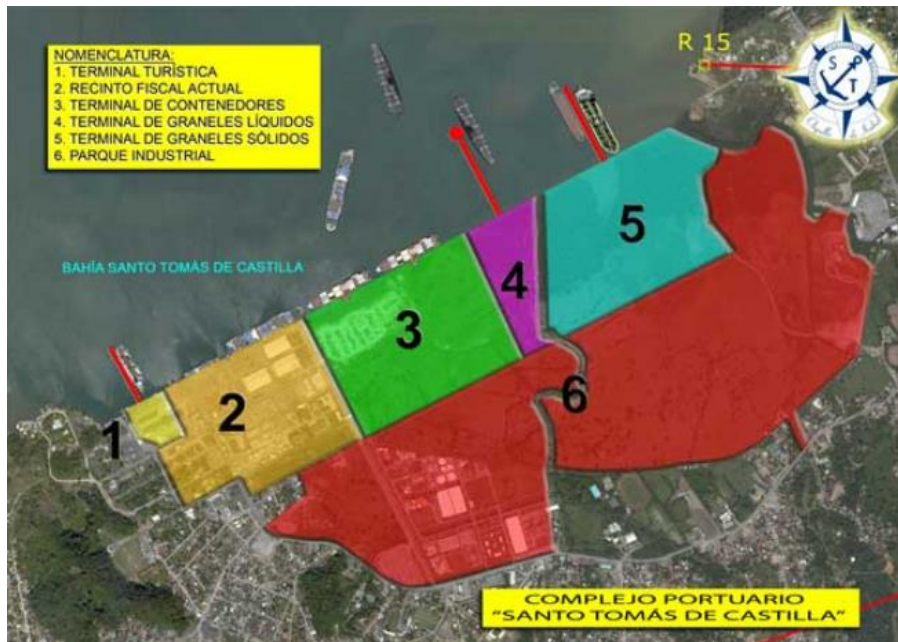 NOMENCLATURA:
1. TERMINAL TURÍSTICA
2. RECINTO FISCAL ACTUAL
3. TERMINAL DE CONTENEDORES
4. TERMINAL DE GRANELES LÍQUIDOS
5. TERMINAL DE GRANELES SÓLIDOS
6. PARQUE INDUSTRIAL
R 15
S P T
BAHÍA SANTO TOMÁS DE CASTILLA
5
4
3
6
2
1
COMPLEJO PORTUARIO
"SANTO TOMÁS DE CASTILLA"